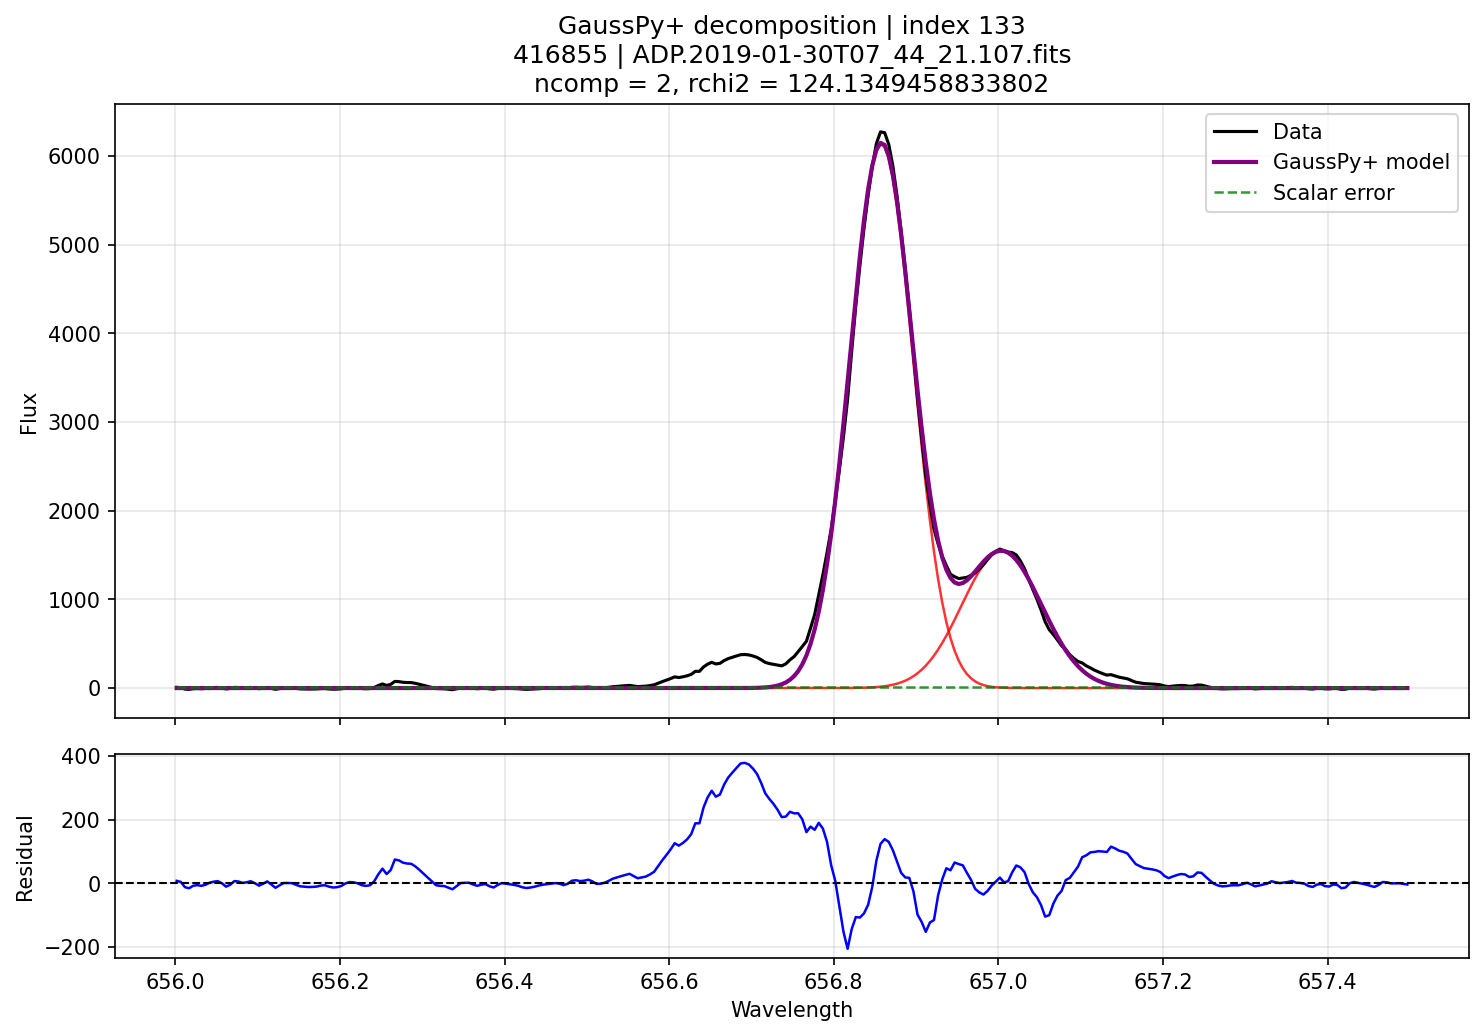 GaussPy+ decomposition | index 133
416855 | ADP.2019-01-30T07_44_21.107.fits
ncomp = 2, rchi2 = 124.1349458833802
Data
GaussPy+ model
Scalar error
6000
5000
4000
3000
2000
1000
0
Flux
400
200
0
−200
Residual
656.0
656.2
656.4
656.6
656.8
657.0
657.2
657.4
Wavelength